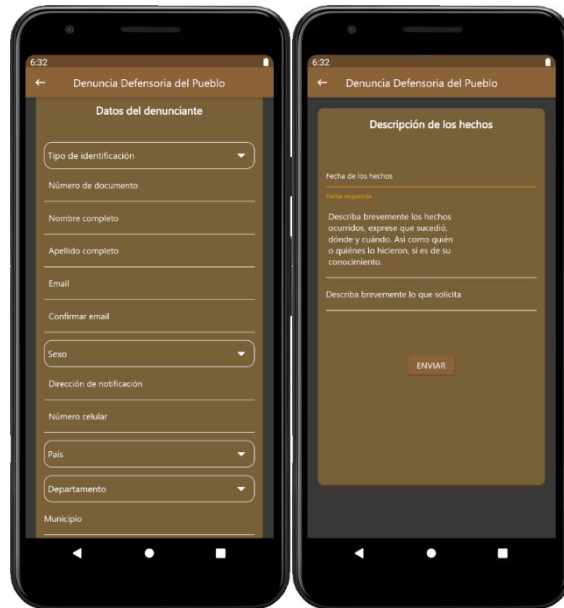 6:32
Denuncia Defensoria del Pueblo
Datos del denunciante
Tipo de identificación
Número de documento
Nombre completo
Apellido completo
Email
Confirmar email
Sexo
Dirección de notificación
Número celular
País
Departamento
Municipio
6:32
Denuncia Defensoria del Pueblo
Descripción de los hechos
Fecha de los hechos
Fecha requerida
Describa brevemente los hechos
ocurridos, exprese que sucedió,
dónde y cuándo. Asi como quién
o quiénes lo hicieron, si es de su
conocimiento.
Describa brevemente lo que solicita
ENVIAR